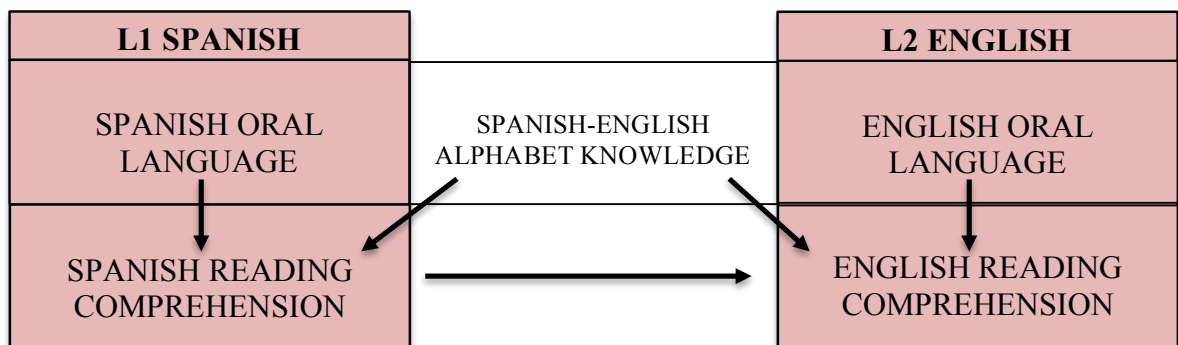 L1 SPANISH
L2 ENGLISH
SPANISH ORAL
LANGUAGE
SPANISH-ENGLISH
ALPHABET KNOWLEDGE
ENGLISH ORAL
LANGUAGE
SPANISH READING
COMPREHENSION
ENGLISH READING
COMPREHENSION